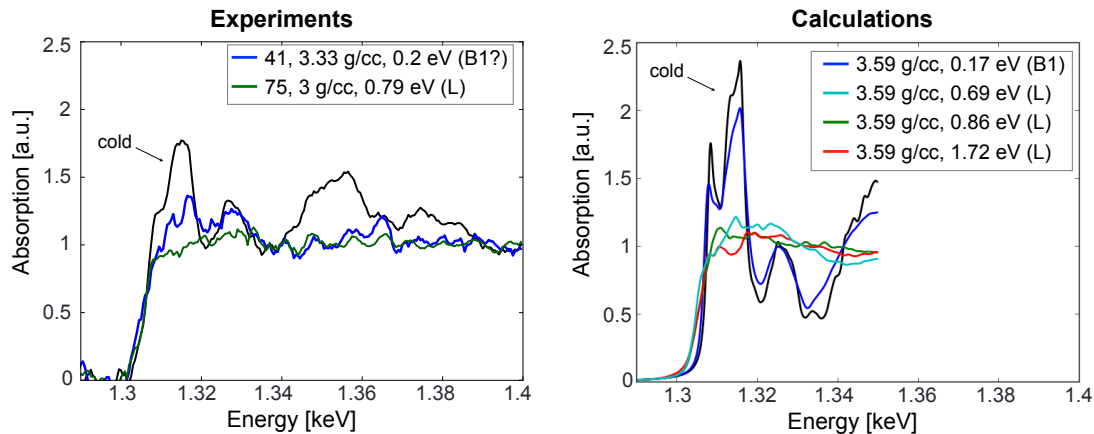 Experiments
2.5
2
1.5
1
0.5
0
Absorption [a.u.]
41, 3.33 g/cc, 0.2 eV (B1?)
75, 3 g/cc, 0.79 eV (L)
cold
1.3
1.32
1.34
1.36
1.38
1.4
Energy [keV]
Calculations
2.5
2
1.5
1
0.5
0
Absorption [a.u.]
3.59 g/cc, 0.17 eV (B1)
3.59 g/cc, 0.69 eV (L)
3.59 g/cc, 0.86 eV (L)
3.59 g/cc, 1.72 eV (L)
cold
1.3
1.32
1.34
1.36
1.38
1.4
Energy [keV]